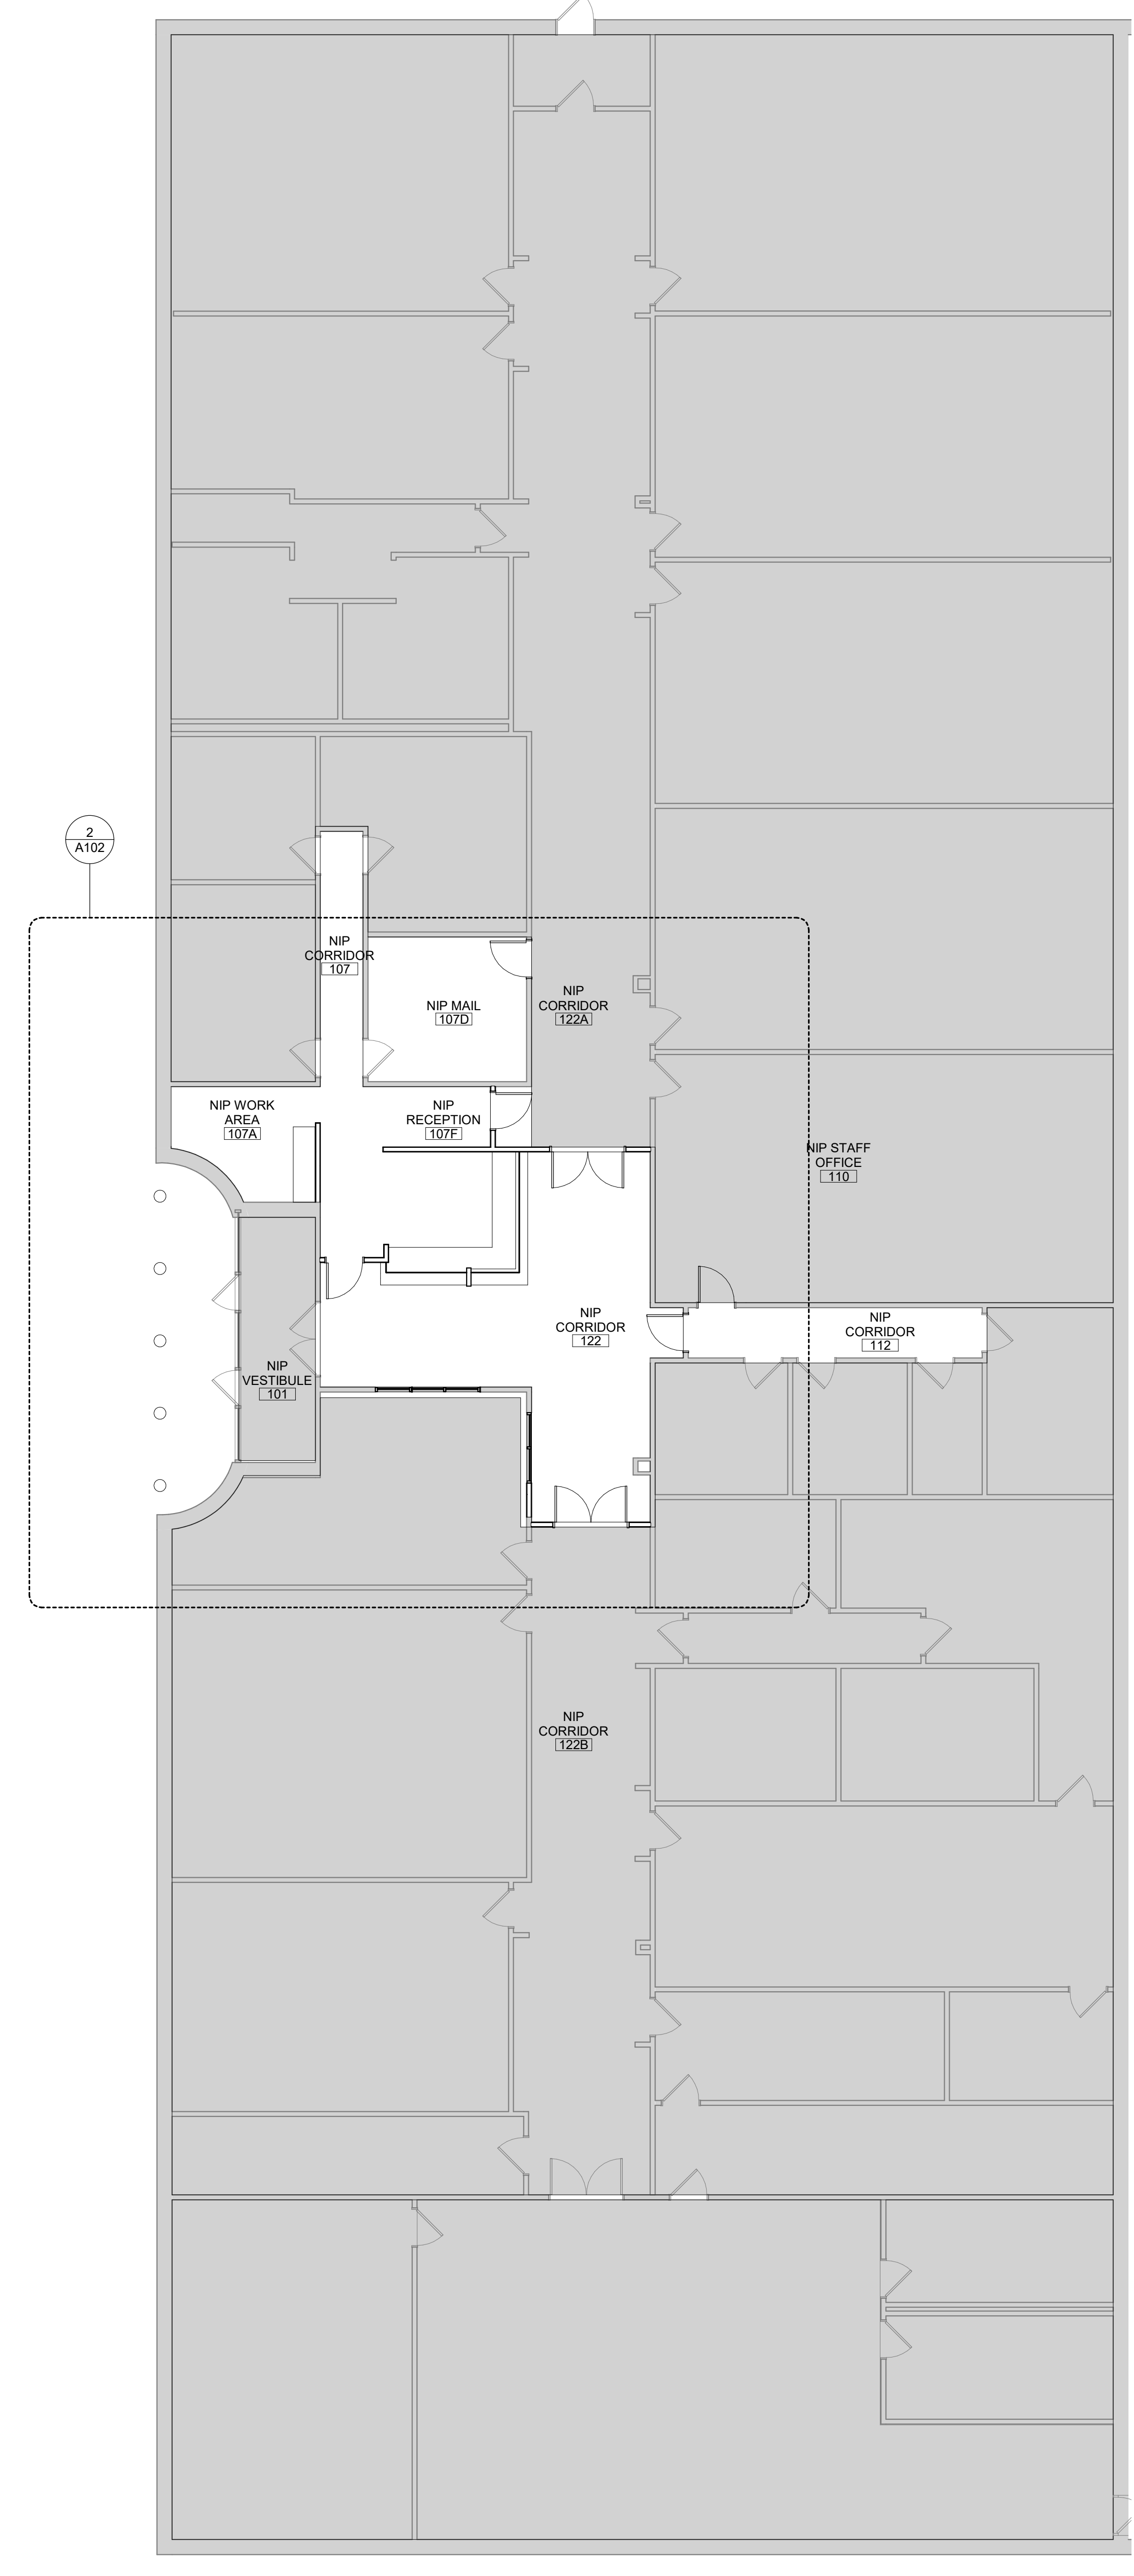 2
A102
NIP
CORRIDOR
107
NIP MAIL
107D
NIP
CORRIDOR
122A
NIP WORK
AREA
107A
NIP
RECEPTION
107F
NIP STAFF
OFFICE
110
NIP
CORRIDOR
122
NIP
CORRIDOR
112
NIP
VESTIBULE
101
NIP
CORRIDOR
122B